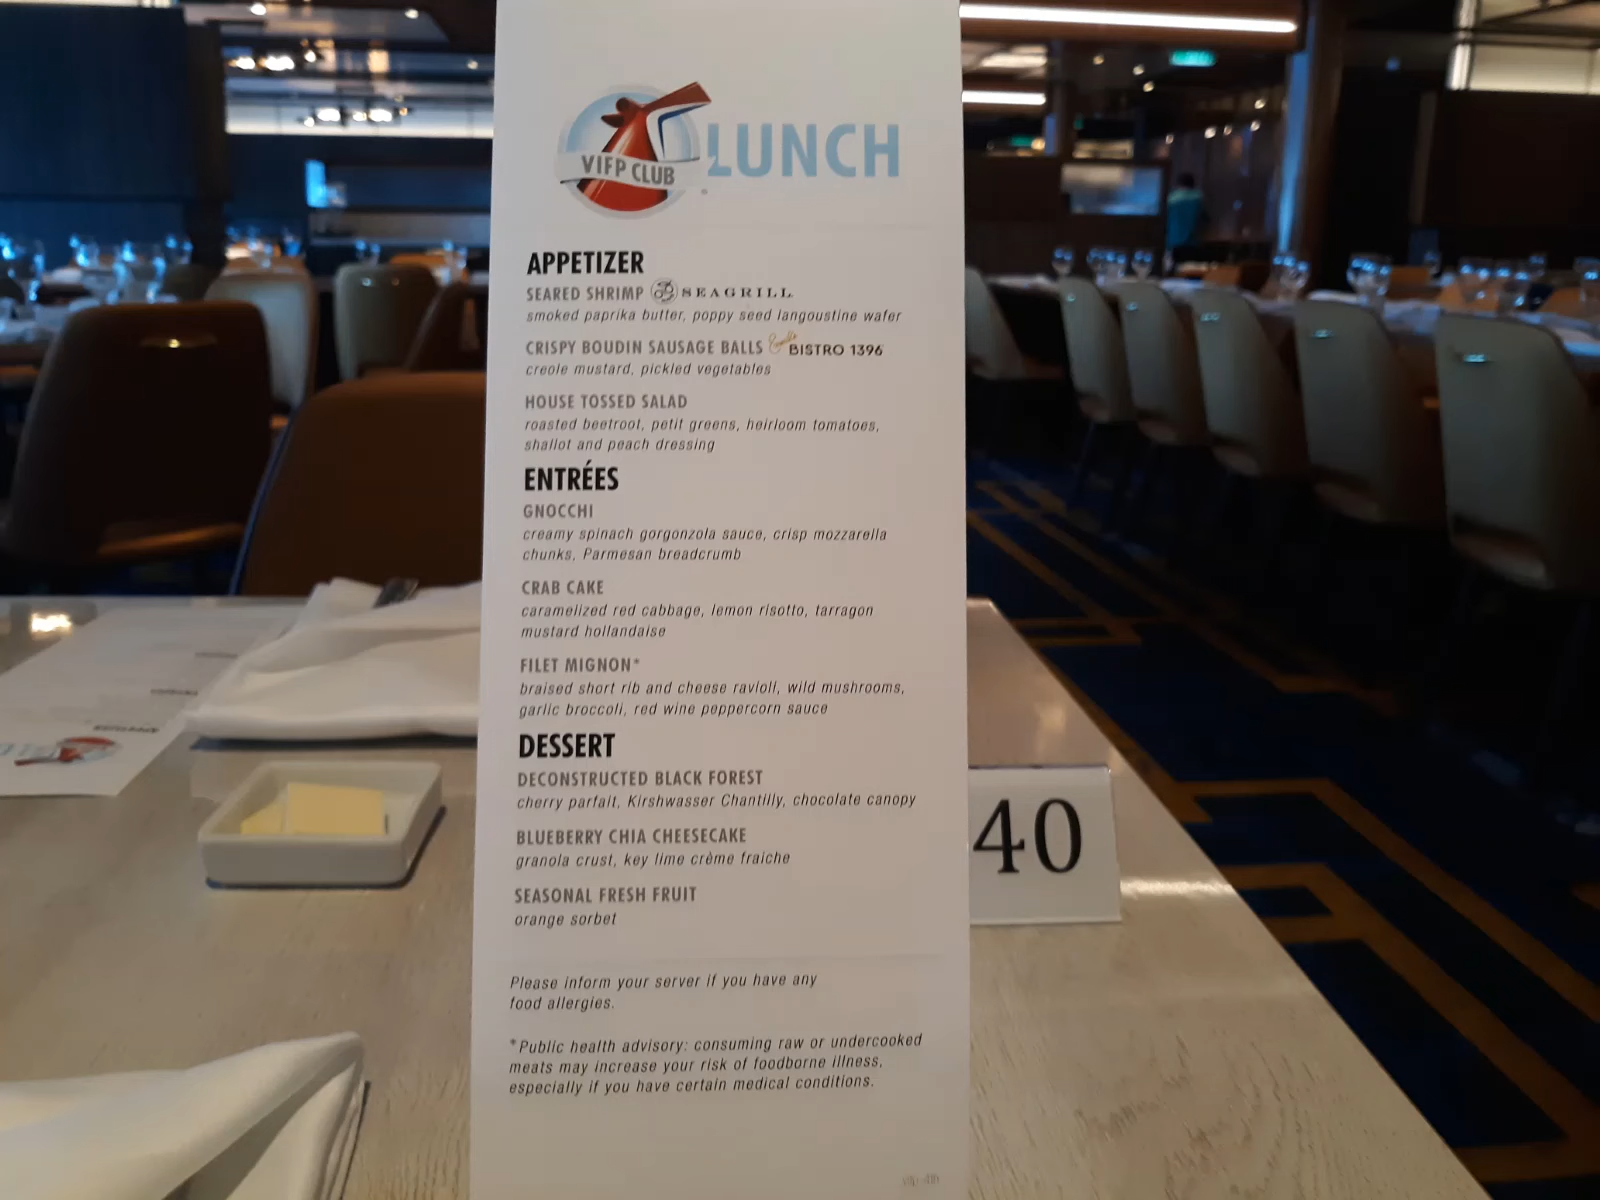 VIFP CLUB LUNCH
APPETIZER
SEARED SHRIMP SEAGRILL
smoked paprika butter, poppy seed langoustine wafer
CRISPY BOUDIN SAUSAGE BALLS Emeril's BISTRO 1396
creole mustard, pickled vegetables
HOUSE TOSSED SALAD
roasted beetroot, petit greens, heirloom tomatoes,
shallot and peach dressing
ENTRÉES
GNOCCHI
creamy spinach gorgonzola sauce, crisp mozzarella
chunks, Parmesan breadcrumb
CRAB CAKE
caramelized red cabbage, lemon risotto, tarragon
mustard hollandaise
FILET MIGNON*
braised short rib and cheese ravioli, wild mushrooms,
garlic broccoli, red wine peppercorn sauce
DESSERT
DECONSTRUCTED BLACK FOREST
cherry parfait, Kirshwasser Chantilly, chocolate canopy
BLUEBERRY CHIA CHEESECAKE
granola crust, key lime crème fraiche
SEASONAL FRESH FRUIT
orange sorbet
Please inform your server if you have any
food allergies.
*Public health advisory: consuming raw or undercooked
meats may increase your risk of foodborne illness,
especially if you have certain medical conditions.
40